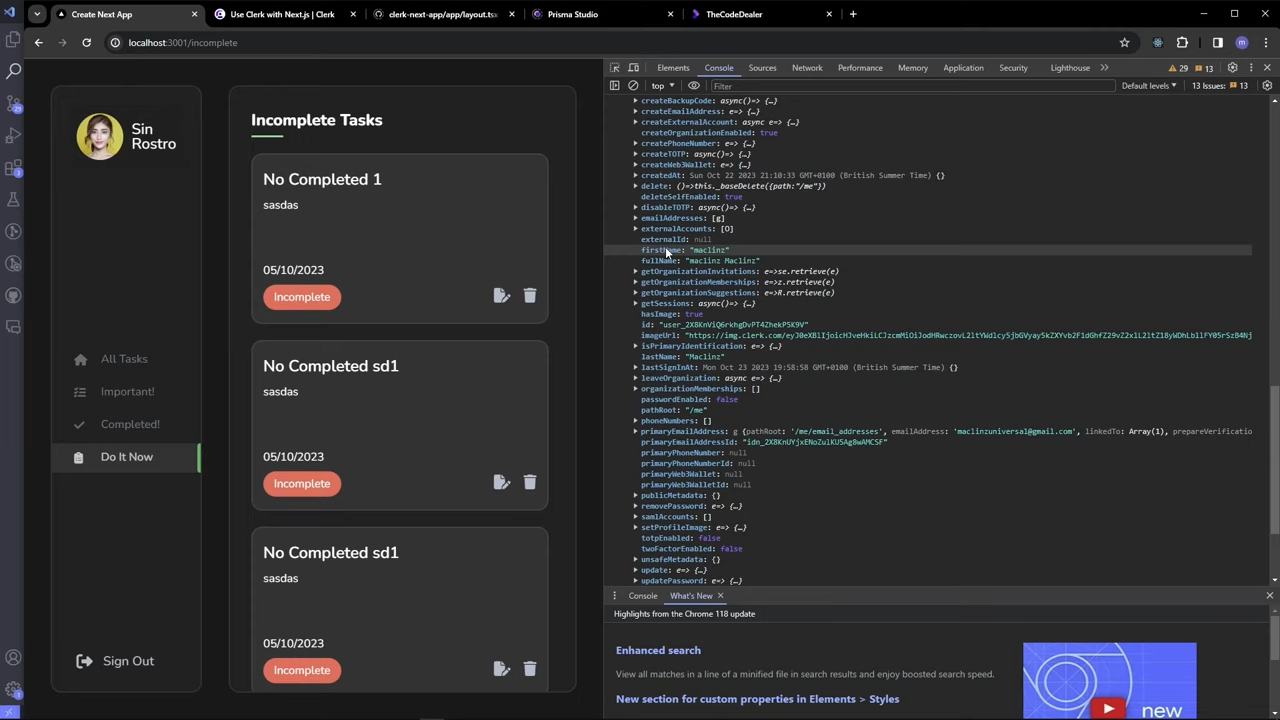 Create Next App
Use Clerk with Next.js | Clerk
clerk-next-app/app/layout.tsx
Prisma Studio
TheCodeDealer
localhost:3001/incomplete
Sin
Rostro
All Tasks
Important!
Completed!
Do It Now
Sign Out
Incomplete Tasks
No Completed 1
sasdas
05/10/2023
Incomplete
No Completed sd1
sasdas
05/10/2023
Incomplete
No Completed sd1
sasdas
05/10/2023
Incomplete
Elements
Console
Sources
Network
Performance
Memory
Application
Security
Lighthouse
29
13
top
Filter
Default levels
13 Issues: 13
createBackupCode: async()=> {…}
createEmailAddress: e=> {…}
createExternalAccount: async e=> {…}
createOrganizationEnabled: true
createPhoneNumber: e=> {…}
createTOTP: async()=> {…}
createWeb3Wallet: e=> {…}
createdAt: Sun Oct 22 2023 21:10:33 GMT+0100 (British Summer Time) {}
delete: ()=>this._baseDelete({path:"/me"})
deleteSelfEnabled: true
disableTOTP: async()=> {…}
emailAddresses: [g]
externalAccounts: [O]
externalId: null
firstName: "maclinz"
fullName: "maclinz Maclinz"
getOrganizationInvitations: e=>se.retrieve(e)
getOrganizationMemberships: e=>z.retrieve(e)
getOrganizationSuggestions: e=>R.retrieve(e)
getSessions: async()=> {…}
hasImage: true
id: "user_2X8KnViQ6rkhgDvPT4ZhekP5K9V"
isPrimaryIdentification: e=> {…}
lastName: "Maclinz"
lastSignInAt: Mon Oct 23 2023 19:58:58 GMT+0100 (British Summer Time) {}
leaveOrganization: async e=> {…}
organizationMemberships: []
passwordEnabled: false
pathRoot: "/me"
phoneNumbers: []
primaryEmailAddress: g {pathRoot: '/me/email_addresses', emailAddress: 'maclinzuniversal@gmail.com', linkedTo: Array(1), prepareVerificatio
primaryEmailAddressId: "idn_2X8KnUYjxENoZulKU5Ag8wAMCSF"
primaryPhoneNumber: null
primaryPhoneNumberId: null
primaryWeb3Wallet: null
primaryWeb3WalletId: null
publicMetadata: {}
removePassword: e=> {…}
samlAccounts: []
setProfileImage: e=> {…}
totpEnabled: false
twoFactorEnabled: false
unsafeMetadata: {}
update: e=> {…}
updatePassword: e=> {…}
Console
What's New
Highlights from the Chrome 118 update
Enhanced search
View all matches in a line of a minified file in search results and enjoy boosted search speed.
New section for custom properties in Elements > Styles
new